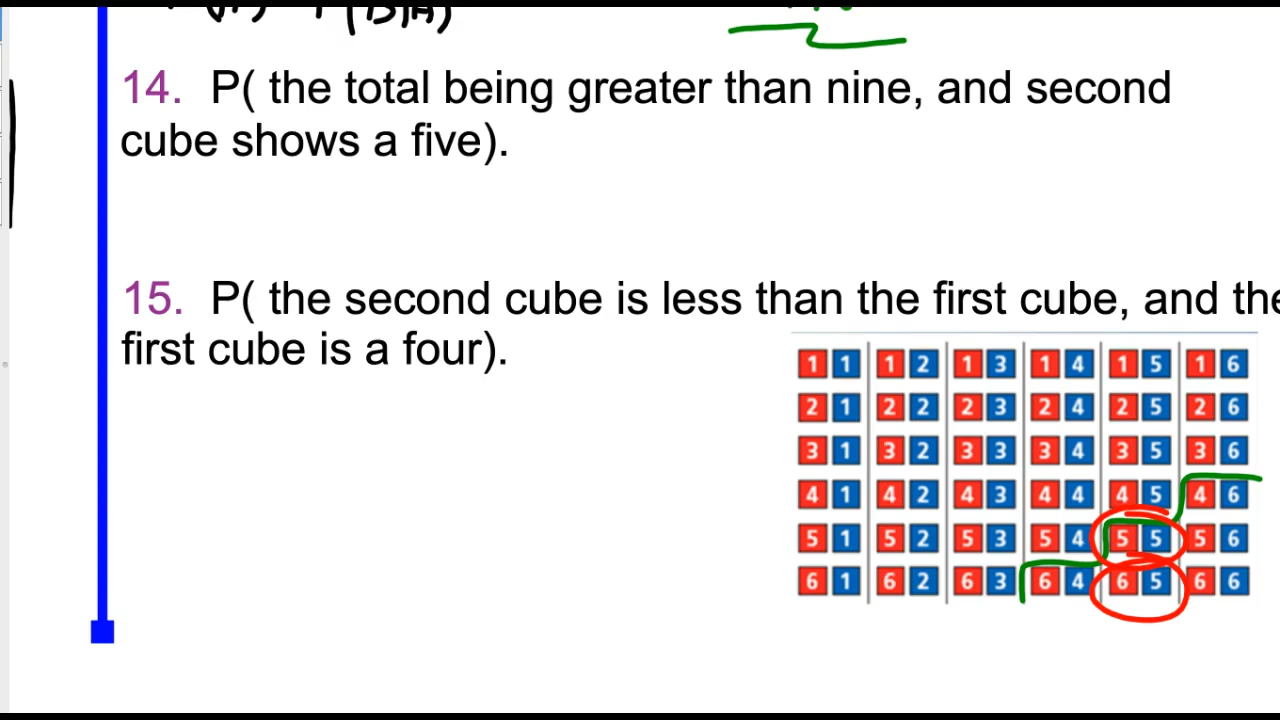 P(B|A)
14. P( the total being greater than nine, and second
cube shows a five).
15. P( the second cube is less than the first cube, and the
first cube is a four).
1 1 1 2 1 3 1 4 1 5 1 6
2 1 2 2 2 3 2 4 2 5 2 6
3 1 3 2 3 3 3 4 3 5 3 6
4 1 4 2 4 3 4 4 4 5 4 6
5 1 5 2 5 3 5 4 5 5 5 6
6 1 6 2 6 3 6 4 6 5 6 6